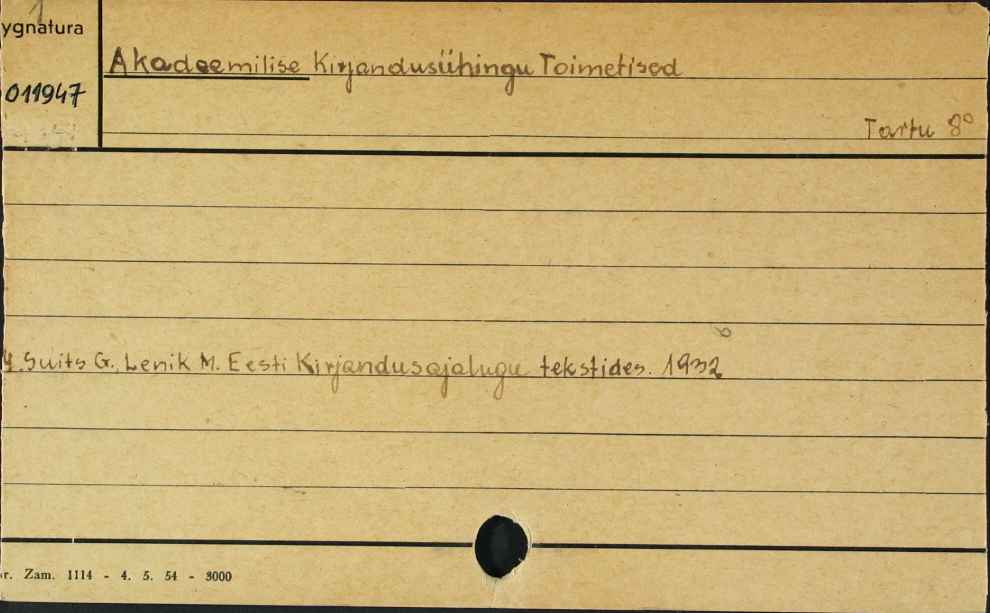 1
ygnatura
Akadeemilise Kirjandusühingu Toimetised
011947
Tartu 8°
6
4. Suits G., Lenik M. Eesti Kirjandusajalugu tekstides. 1932
r. Zam. 1114 - 4. 5. 54 - 3000